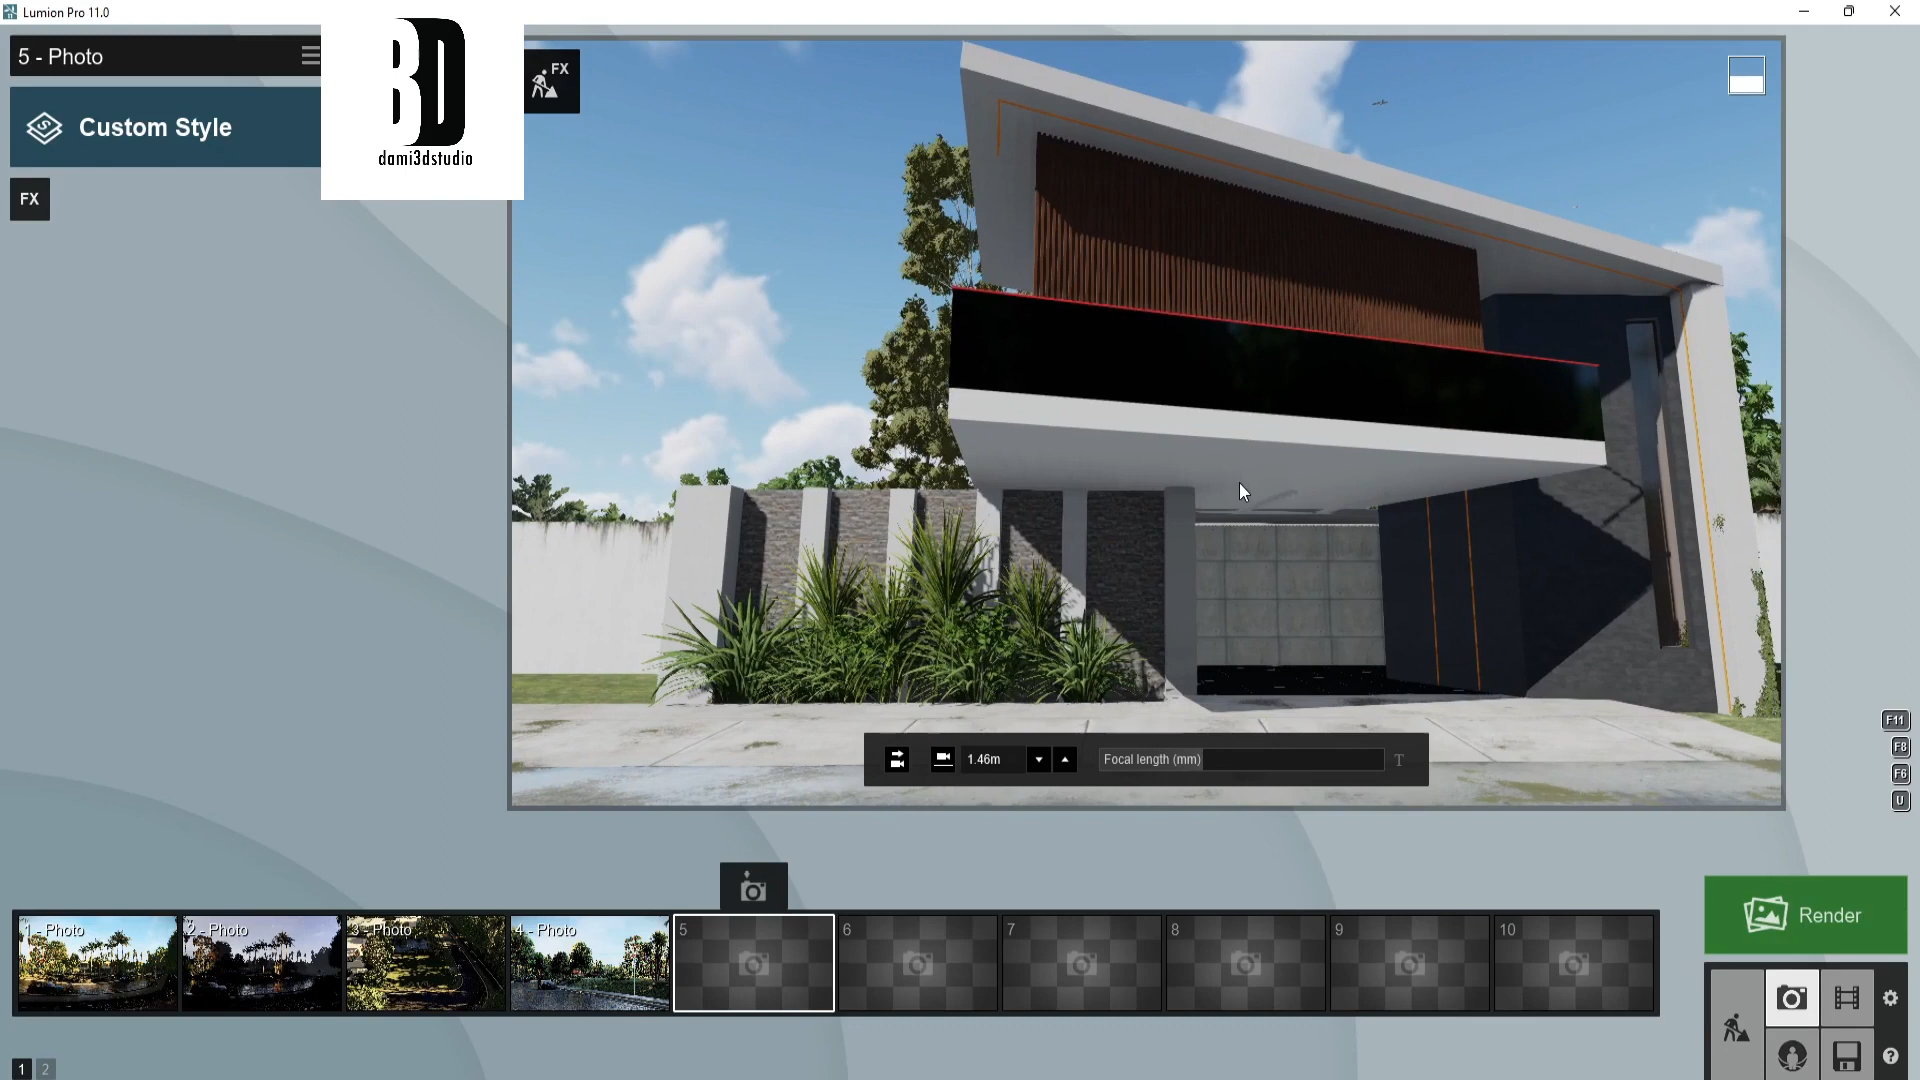 Lumion Pro 11.0
5 - Photo
Custom Style
FX
dami3dstudio
FX
1.46m
Focal length (mm)
T
F11
F8
F6
U
1 - Photo
2 - Photo
3 - Photo
4 - Photo
5
6
7
8
9
10
Render
1
2
?